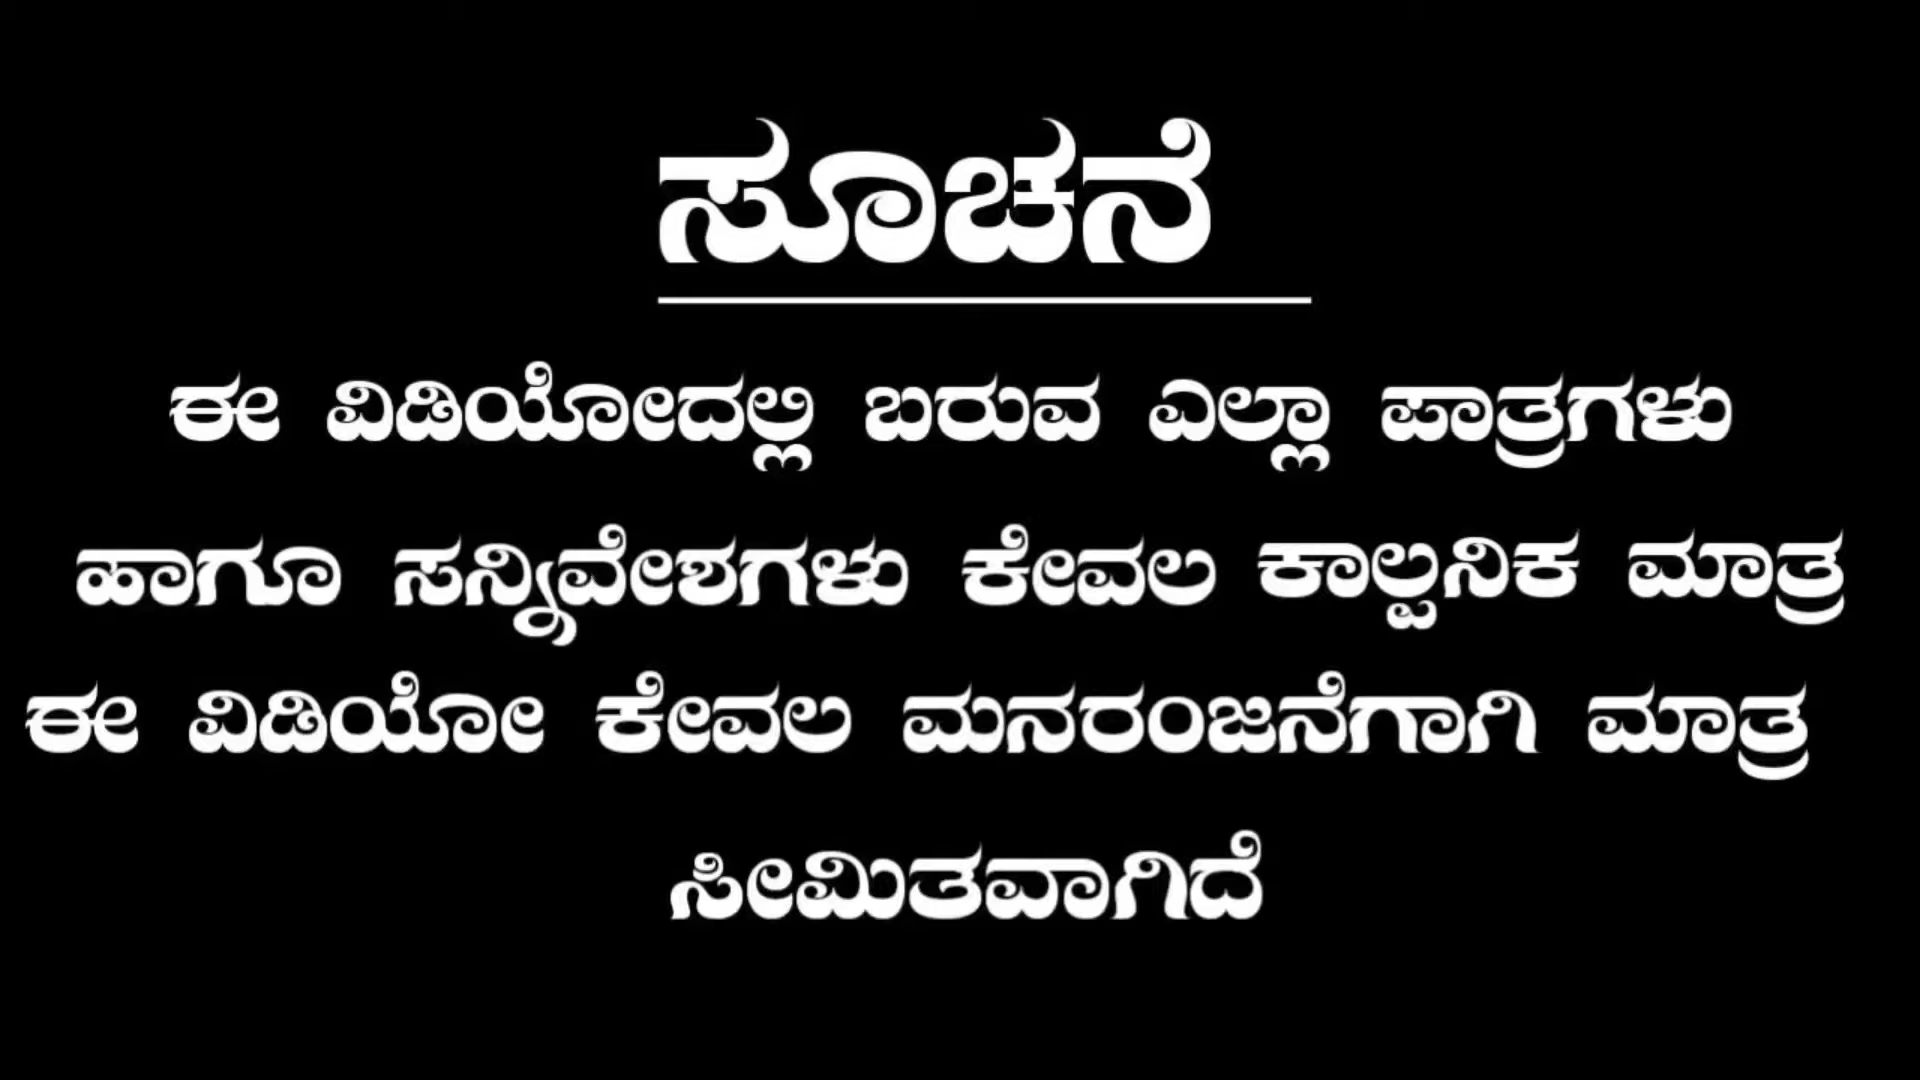 ಸೂಚನೆ
ಈ ವಿಡಿಯೋದಲ್ಲಿ ಬರುವ ಎಲ್ಲಾ ಪಾತ್ರಗಳು
ಹಾಗೂ ಸನ್ನಿವೇಶಗಳು ಕೇವಲ ಕಾಲ್ಪನಿಕ ಮಾತ್ರ
ಈ ವಿಡಿಯೋ ಕೇವಲ ಮನರಂಜನೆಗಾಗಿ ಮಾತ್ರ
ಸೀಮಿತವಾಗಿದೆ